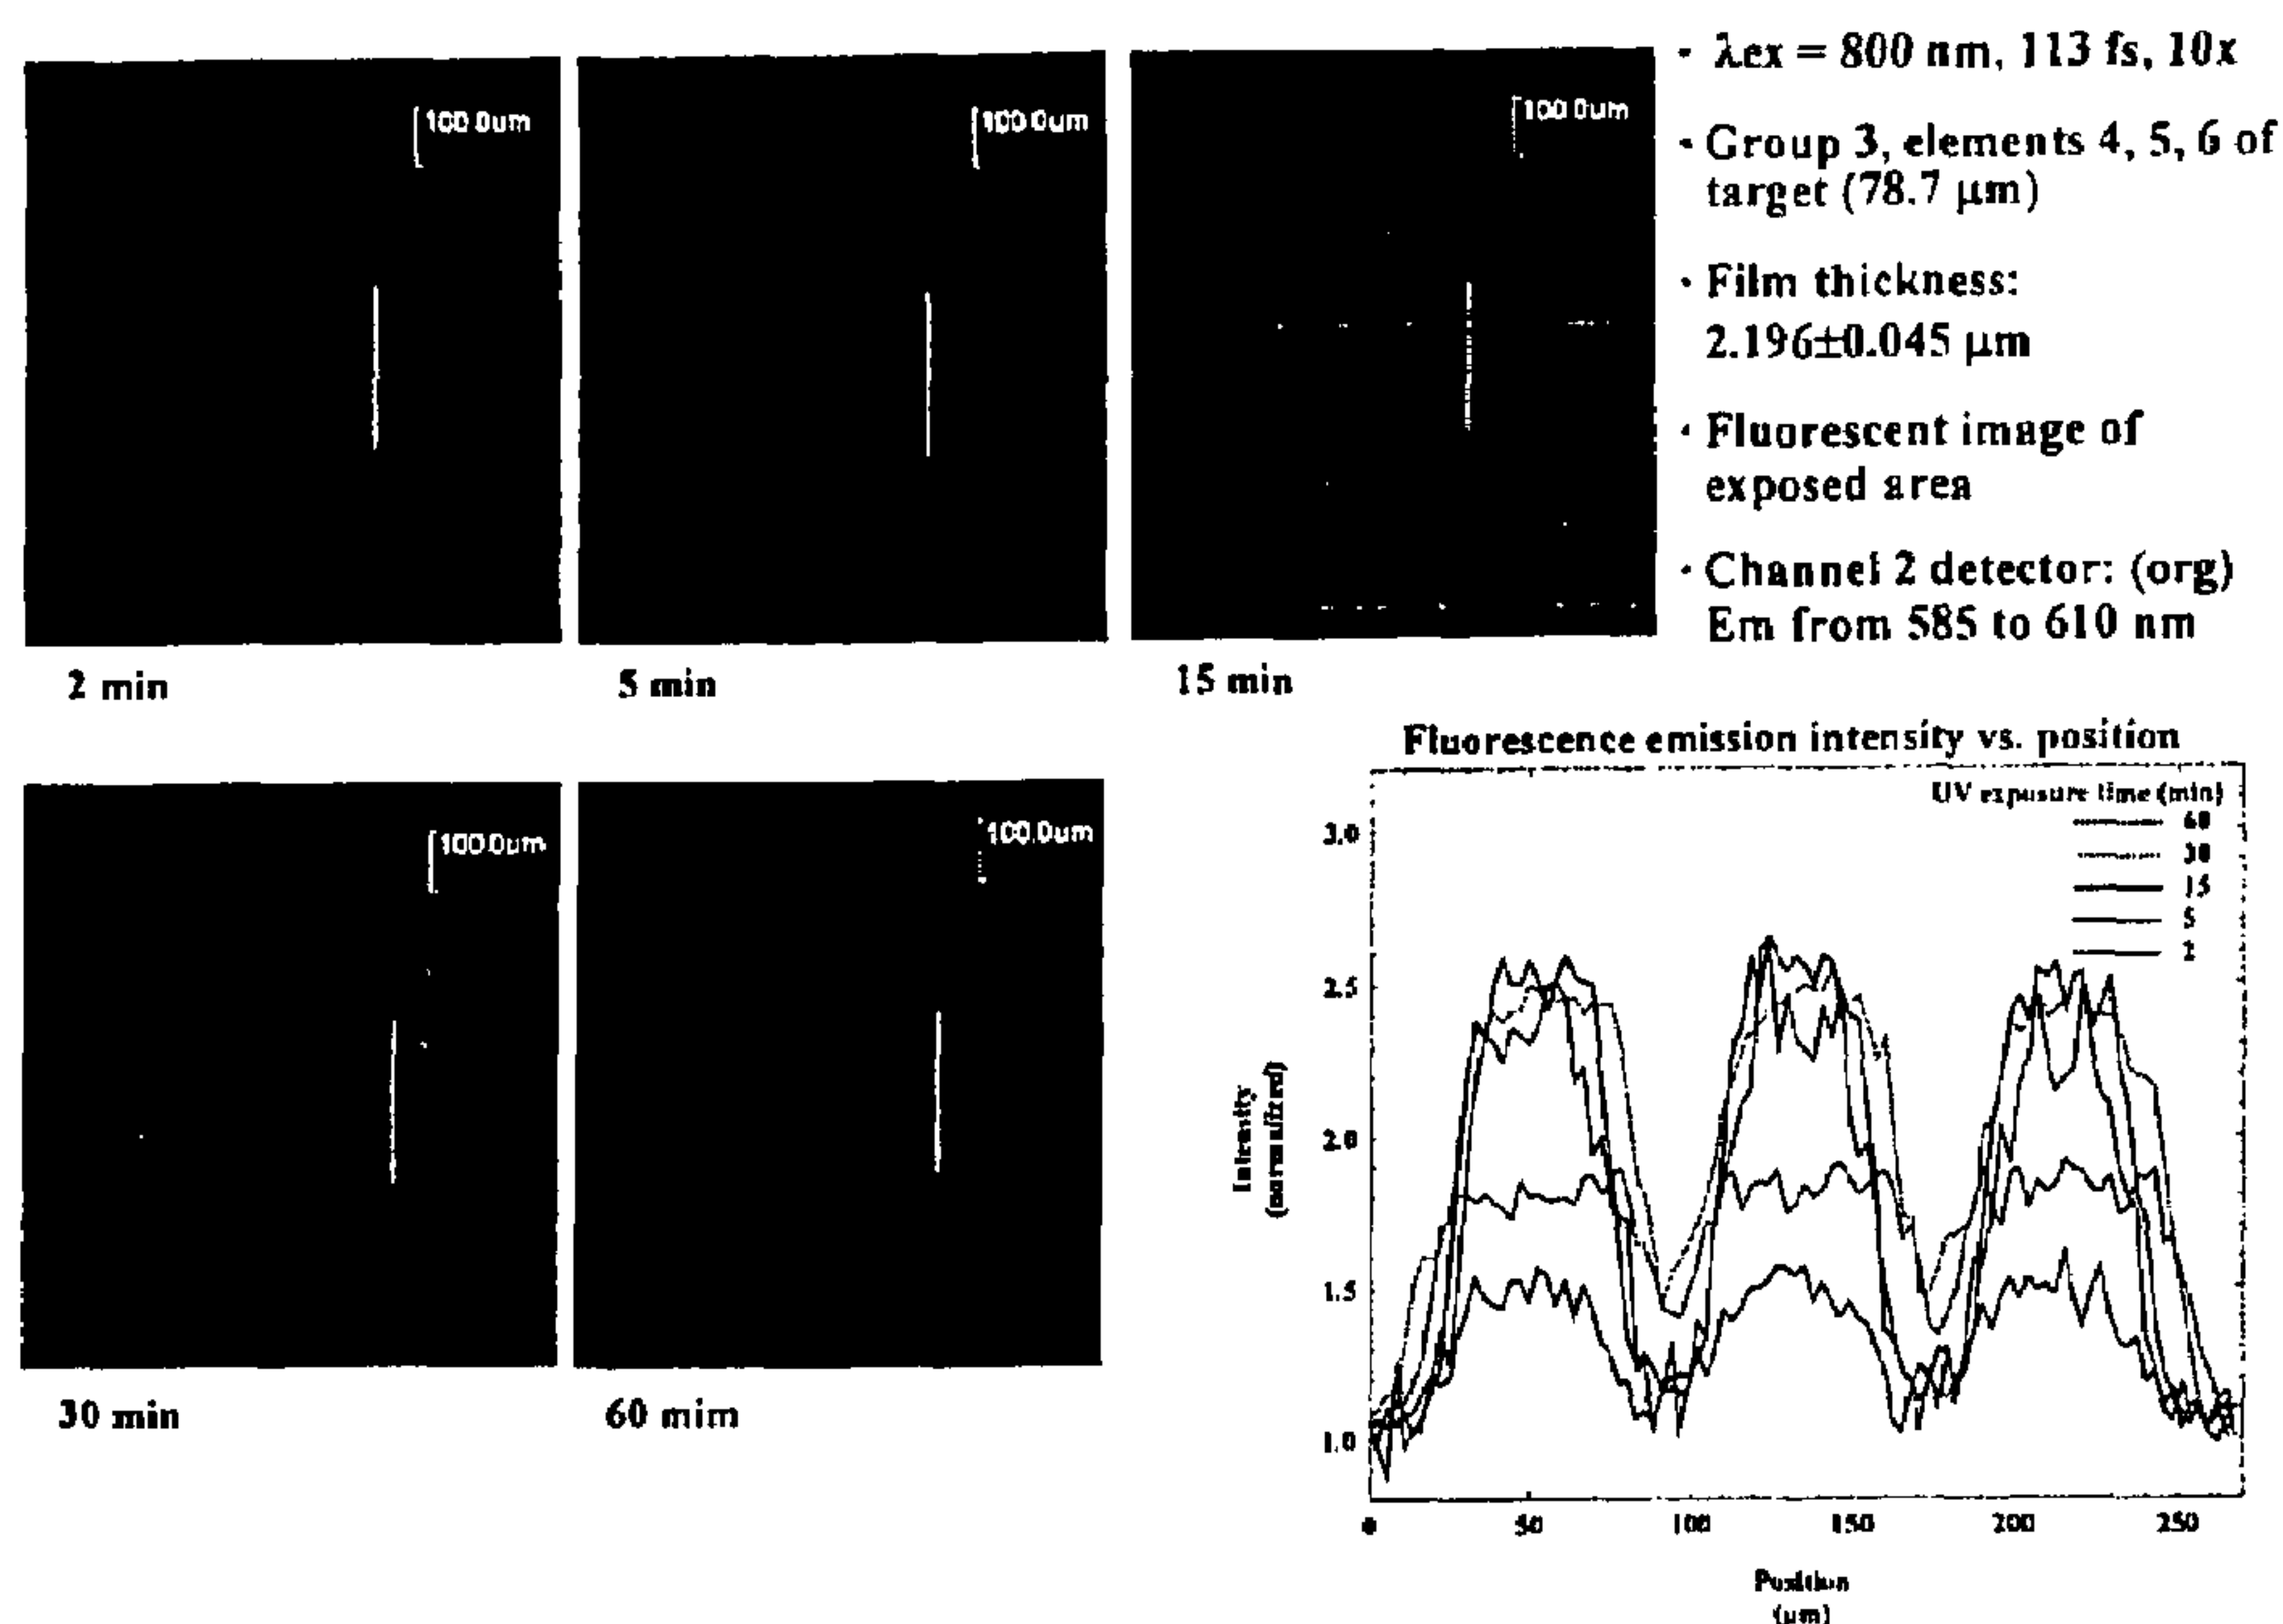 100.0um
100.0um
100.0um
- λex = 800 nm, 113 fs, 10x
- Group 3, elements 4, 5, 6 of
target (78.7 µm)
· Film thickness:
2.196±0.045 µm
· Fluorescent image of
exposed area
· Channel 2 detector: (org)
Em from 585 to 610 nm
2 min
5 min
15 min
100.0um
100.0um
30 min
60 mim
Fluorescence emission intensity vs. position
UV exposure time (min)
60
30
15
5
2
Intensity
(normalized)
3.0
2.5
2.0
1.5
1.0
0
50
100
150
200
250
Position
(µm)